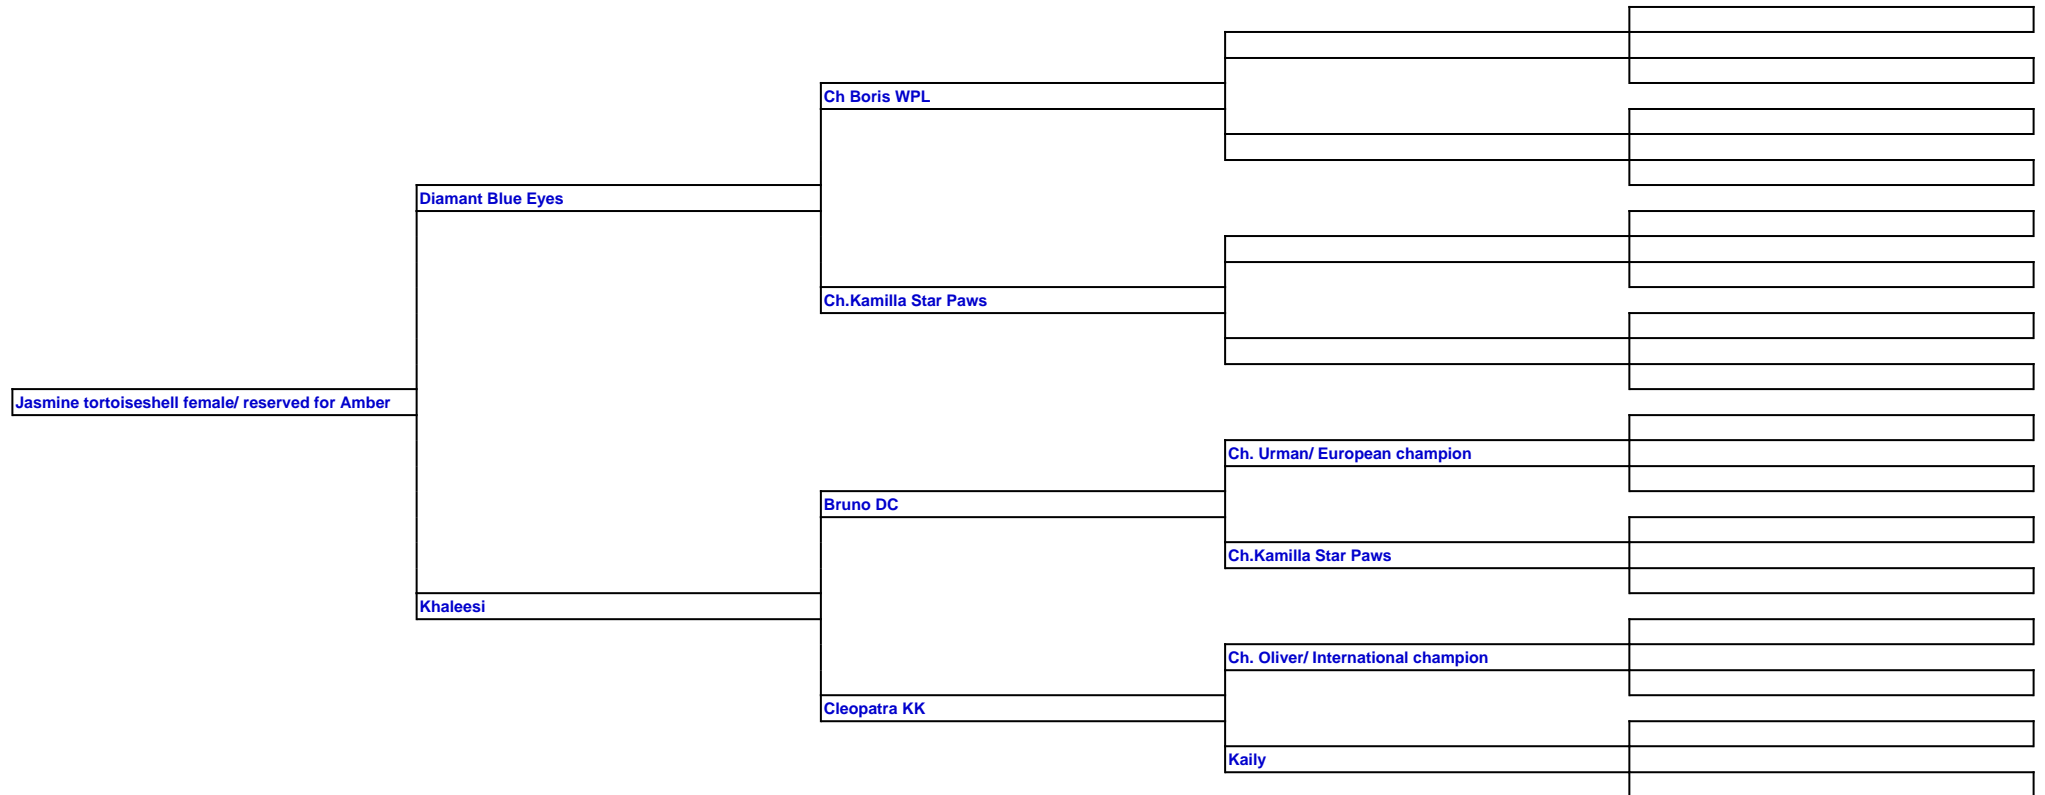 Ch Boris WPL
Diamant Blue Eyes
Ch.Kamilla Star Paws
Jasmine tortoiseshell female/ reserved for Amber
Ch. Urman/ European champion
Bruno DC
Ch.Kamilla Star Paws
Khaleesi
Ch. Oliver/ International champion
Cleopatra KK
Kaily